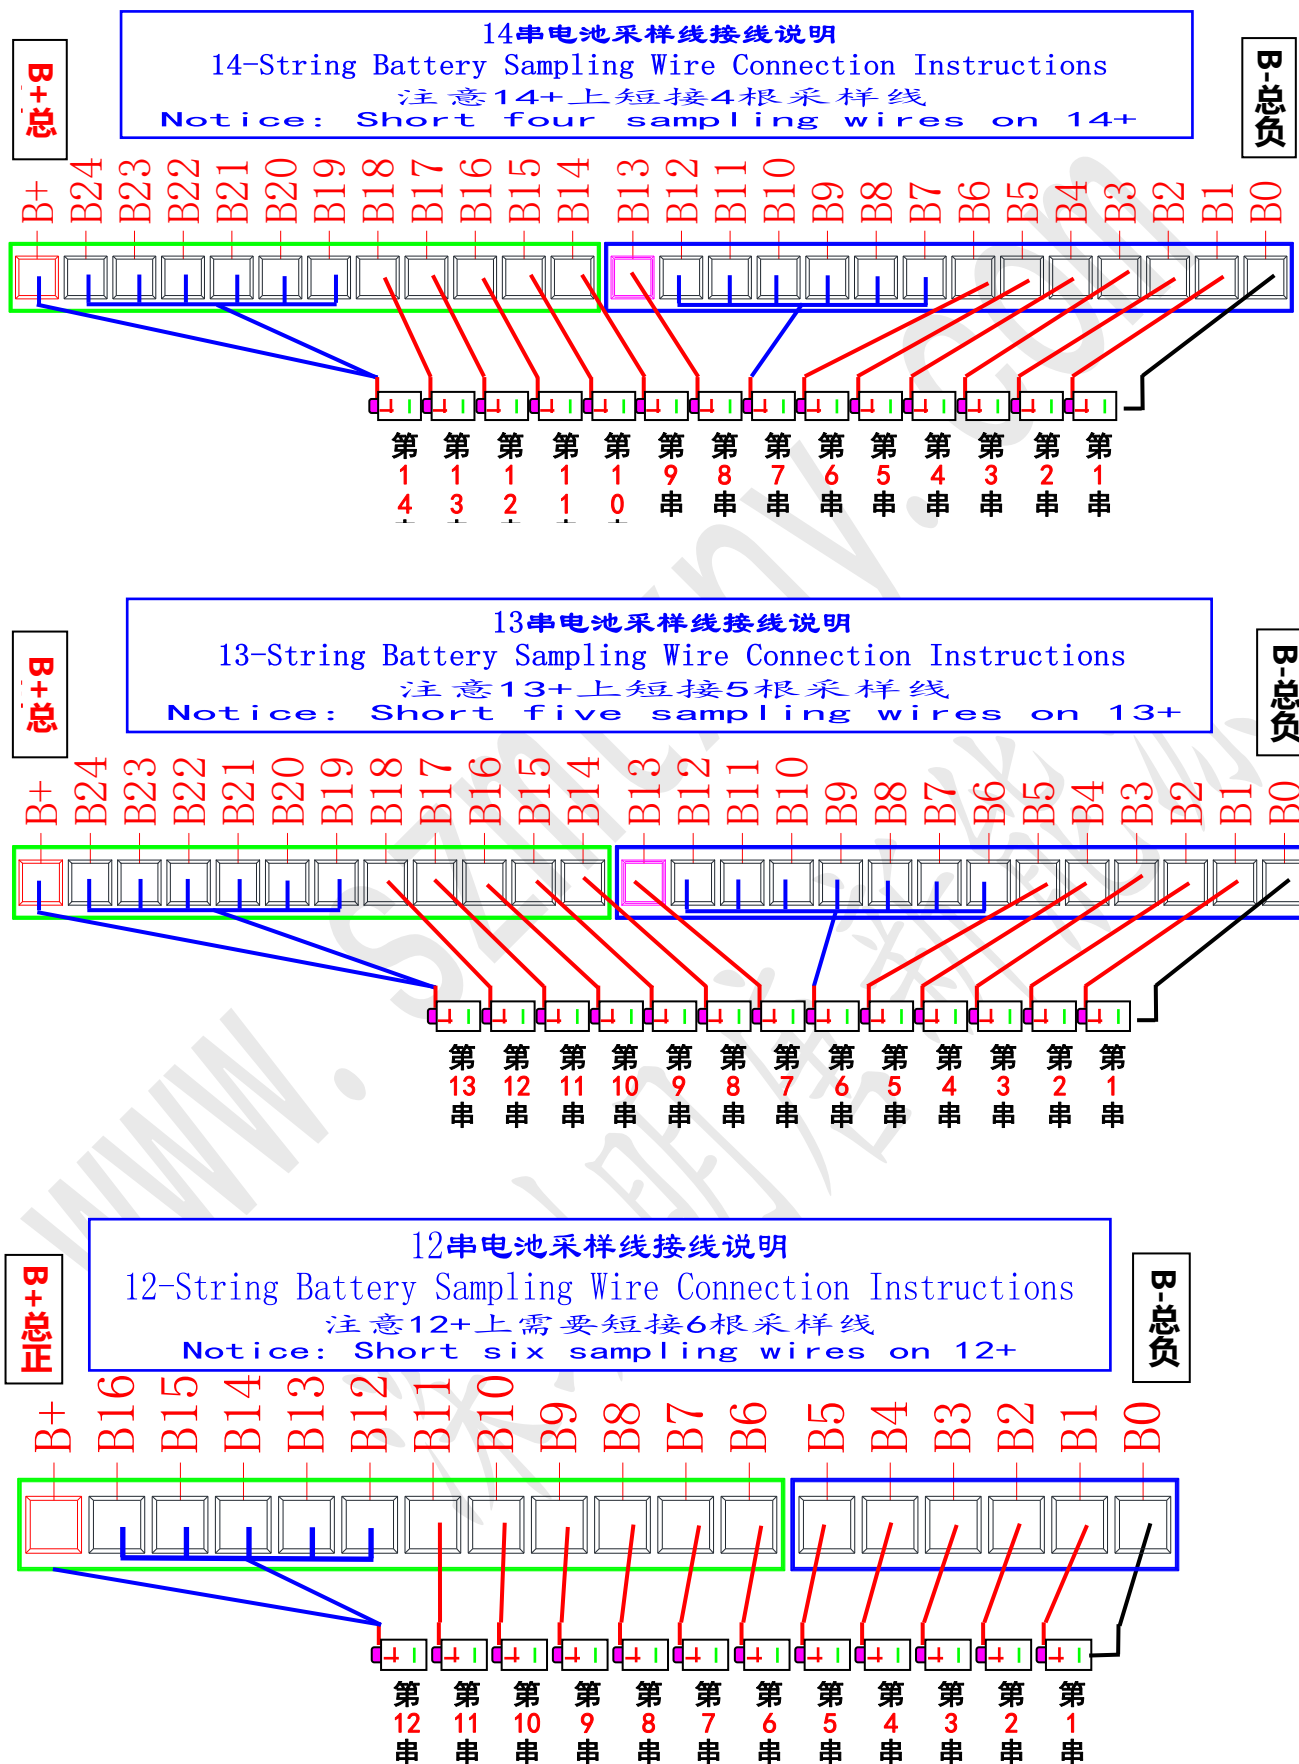 14串电池采样线接线说明
14-String Battery Sampling Wire Connection Instructions
注意14+上短接4根采样线
Notice: Short four sampling wires on 14+
B+总
B-总负
B+ B24 B23 B22 B21 B20 B19 B18 B17 B16 B15 B14 B13 B12 B11 B10 B9 B8 B7 B6 B5 B4 B3 B2 B1 B0
第14 第13 第12 第11 第10 第9串 第8串 第7串 第6串 第5串 第4串 第3串 第2串 第1串
13串电池采样线接线说明
13-String Battery Sampling Wire Connection Instructions
注意13+上短接5根采样线
Notice: Short five sampling wires on 13+
B+总
B-总负
B+ B24 B23 B22 B21 B20 B19 B18 B17 B16 B15 B14 B13 B12 B11 B10 B9 B8 B7 B6 B5 B4 B3 B2 B1 B0
第13串 第12串 第11串 第10串 第9串 第8串 第7串 第6串 第5串 第4串 第3串 第2串 第1串
12串电池采样线接线说明
12-String Battery Sampling Wire Connection Instructions
注意12+上需要短接6根采样线
Notice: Short six sampling wires on 12+
B+总正
B-总负
B+ B16 B15 B14 B13 B12 B11 B10 B9 B8 B7 B6 B5 B4 B3 B2 B1 B0
第12串 第11串 第10串 第9串 第8串 第7串 第6串 第5串 第4串 第3串 第2串 第1串